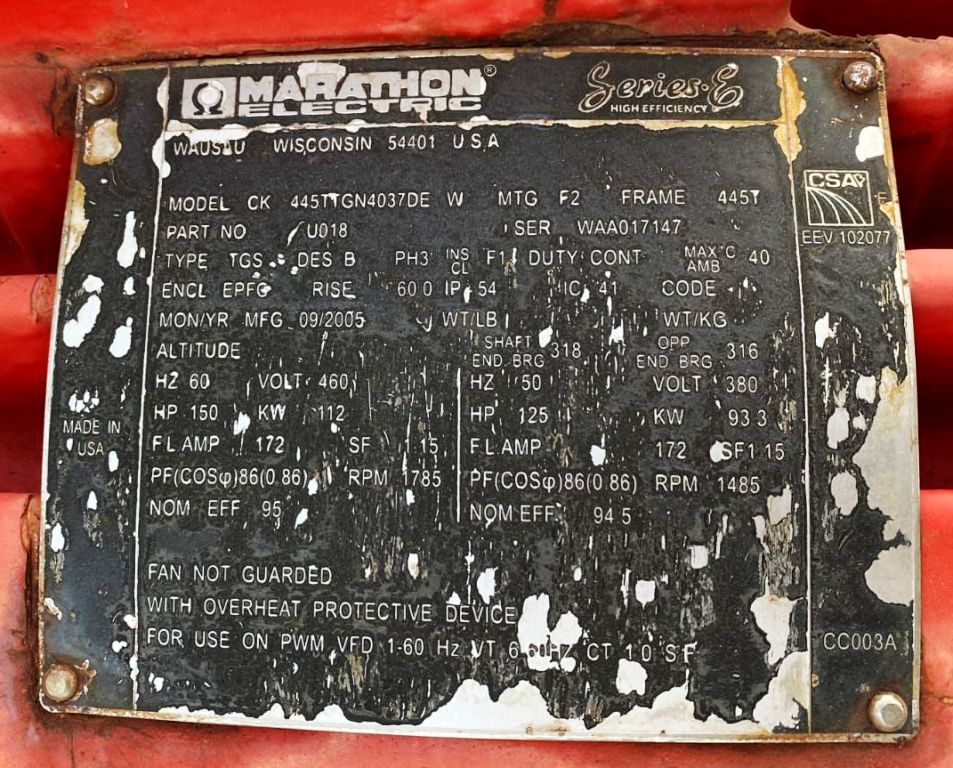 MARATHON® Series·E
ELECTRIC HIGH EFFICIENCY
WAUSAU WISCONSIN 54401 U.S.A
MODEL CK 445TTGN4037DE W MTG F2 FRAME 445T
PART NO U018 SER WAA017147
TYPE TGS DES B PH3 INS CL F1 DUTY CONT MAX°C AMB 40
ENCL EPFC RISE 60.0 IP 54 IC 41 CODE
MON/YR MFG 09/2005 WT/LB WT/KG
ALTITUDE SHAFT END BRG 318 OPP END BRG 316
HZ 60 VOLT 460 HZ 50 VOLT 380
HP 150 KW 112 HP 125 KW 93.3
F.L.AMP 172 SF 1.15 F.L.AMP 172 SF1.15
PF(COSφ)86(0.86) RPM 1785 PF(COSφ)86(0.86) RPM 1485
NOM EFF 95 NOM.EFF 94.5
FAN NOT GUARDED
WITH OVERHEAT PROTECTIVE DEVICE
FOR USE ON PWM VFD 1-60 Hz VT CT 1.0 SF
CSA
EEV 102077
MADE IN
USA
CC003A